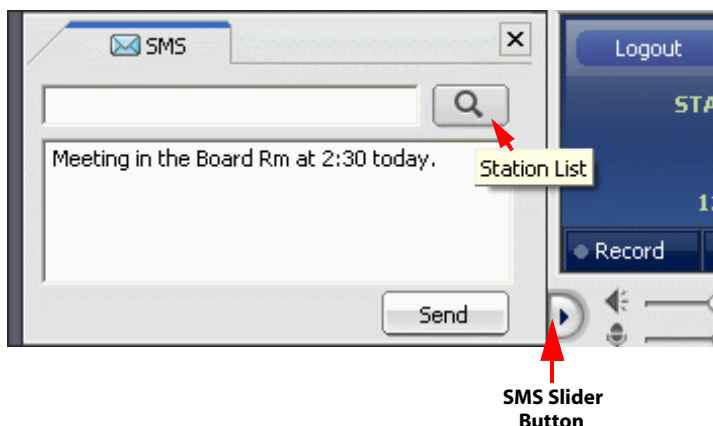 SMS
Logout
STA
Meeting in the Board Rm at 2:30 today.
Station List
Record
Send
SMS Slider
Button